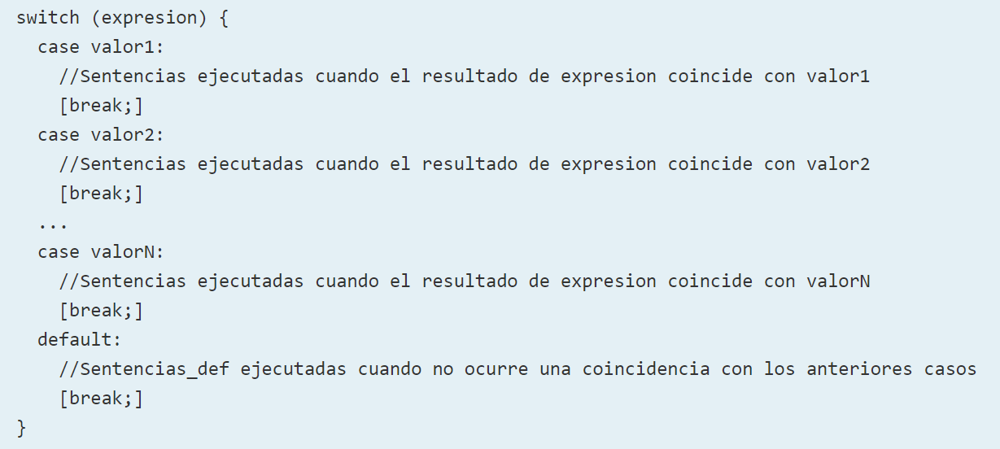 switch (expresion) {
  case valor1:
    //Sentencias ejecutadas cuando el resultado de expresion coincide con valor1
    [break;]
  case valor2:
    //Sentencias ejecutadas cuando el resultado de expresion coincide con valor2
    [break;]
  ...
  case valorN:
    //Sentencias ejecutadas cuando el resultado de expresion coincide con valorN
    [break;]
  default:
    //Sentencias_def ejecutadas cuando no ocurre una coincidencia con los anteriores casos
    [break;]
}